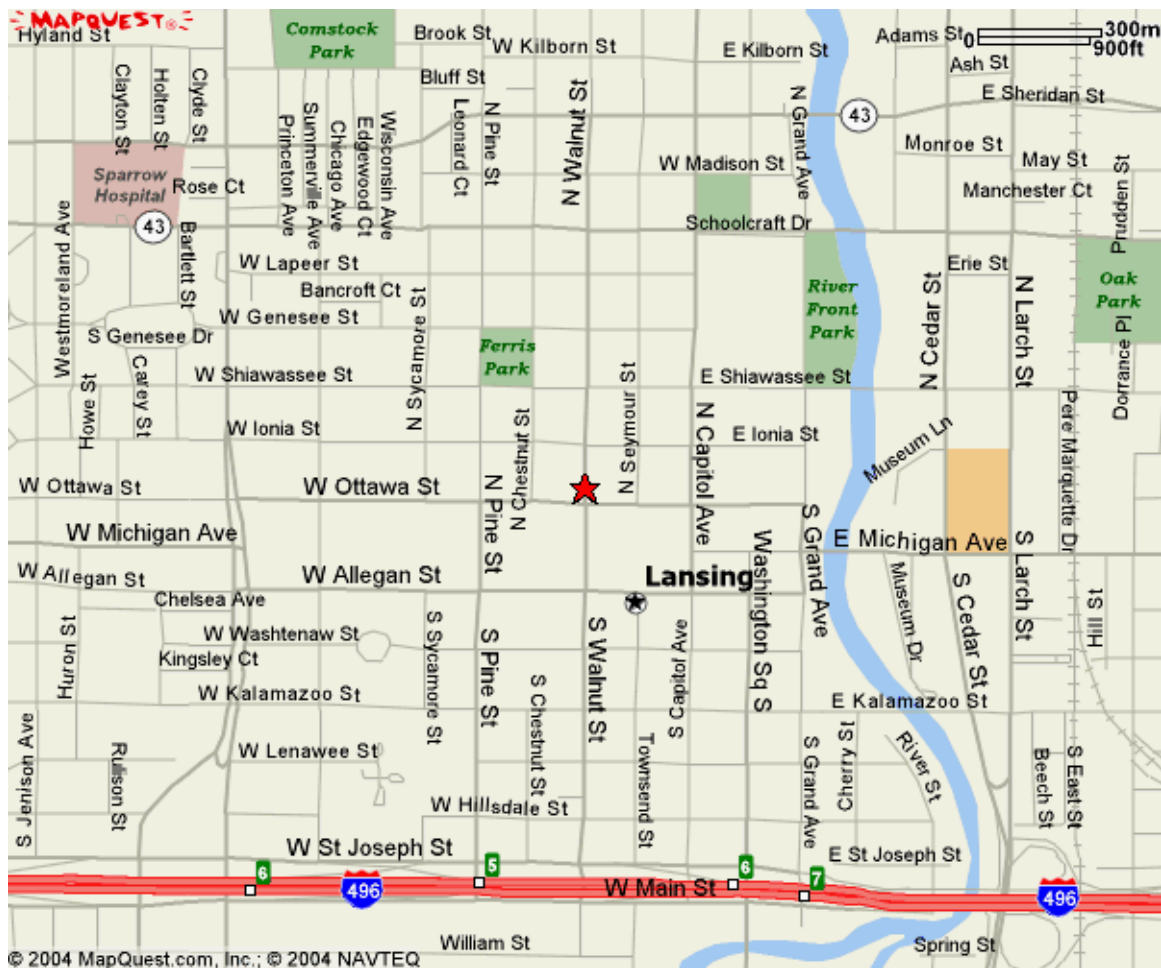 MAPQUEST®
Hyland St
Comstock
Park
Brook St
W Kilborn St
E Kilborn St
Adams St
0
300m
900ft
Ash St
Clayton St
Holten St
Clyde St
Bluff St
N Walnut St
E Sheridan St
43
N Grand Ave
Princeton Ave
Summerville Ave
Chicago Ave
Edgewood Ct
Wisconsin Ave
Leonard Ct
N Pine St
W Madison St
Monroe St
May St
Sparrow
Hospital
Rose Ct
Manchester Ct
Prudden St
43
Schoolcraft Dr
Westmoreland Ave
Bartlett St
W Lapeer St
Erie St
Bancroft Ct
River
Front
Park
Oak
Park
N Cedar St
N Larch St
W Genesee St
S Genesee Dr
N Sycamore St
Ferris
Park
Dorrance Pl
Howe St
Carey St
W Shiawassee St
E Shiawassee St
N Seymour St
N Capitol Ave
W Ionia St
N Chestnut St
E Ionia St
Museum Ln
Pere Marquette Dr
W Ottawa St
W Ottawa St
N Pine St
S Grand Ave
W Michigan Ave
E Michigan Ave
S Larch St
W Allegan St
W Allegan St
Lansing
Washington Sq S
Museum Dr
S Cedar St
Chelsea Ave
Huron St
W Washtenaw St
Kingsley Ct
S Sycamore St
S Pine St
S Walnut St
S Capitol Ave
Hill St
W Kalamazoo St
S Chestnut St
E Kalamazoo St
S Jenison Ave
Rulison St
W Lenawee St
Townsend St
S Grand Ave
Cherry St
River St
Beech St
S East St
W Hillsdale St
W St Joseph St
E St Joseph St
6
5
6
7
496
W Main St
496
William St
Spring St
© 2004 MapQuest.com, Inc.; © 2004 NAVTEQ